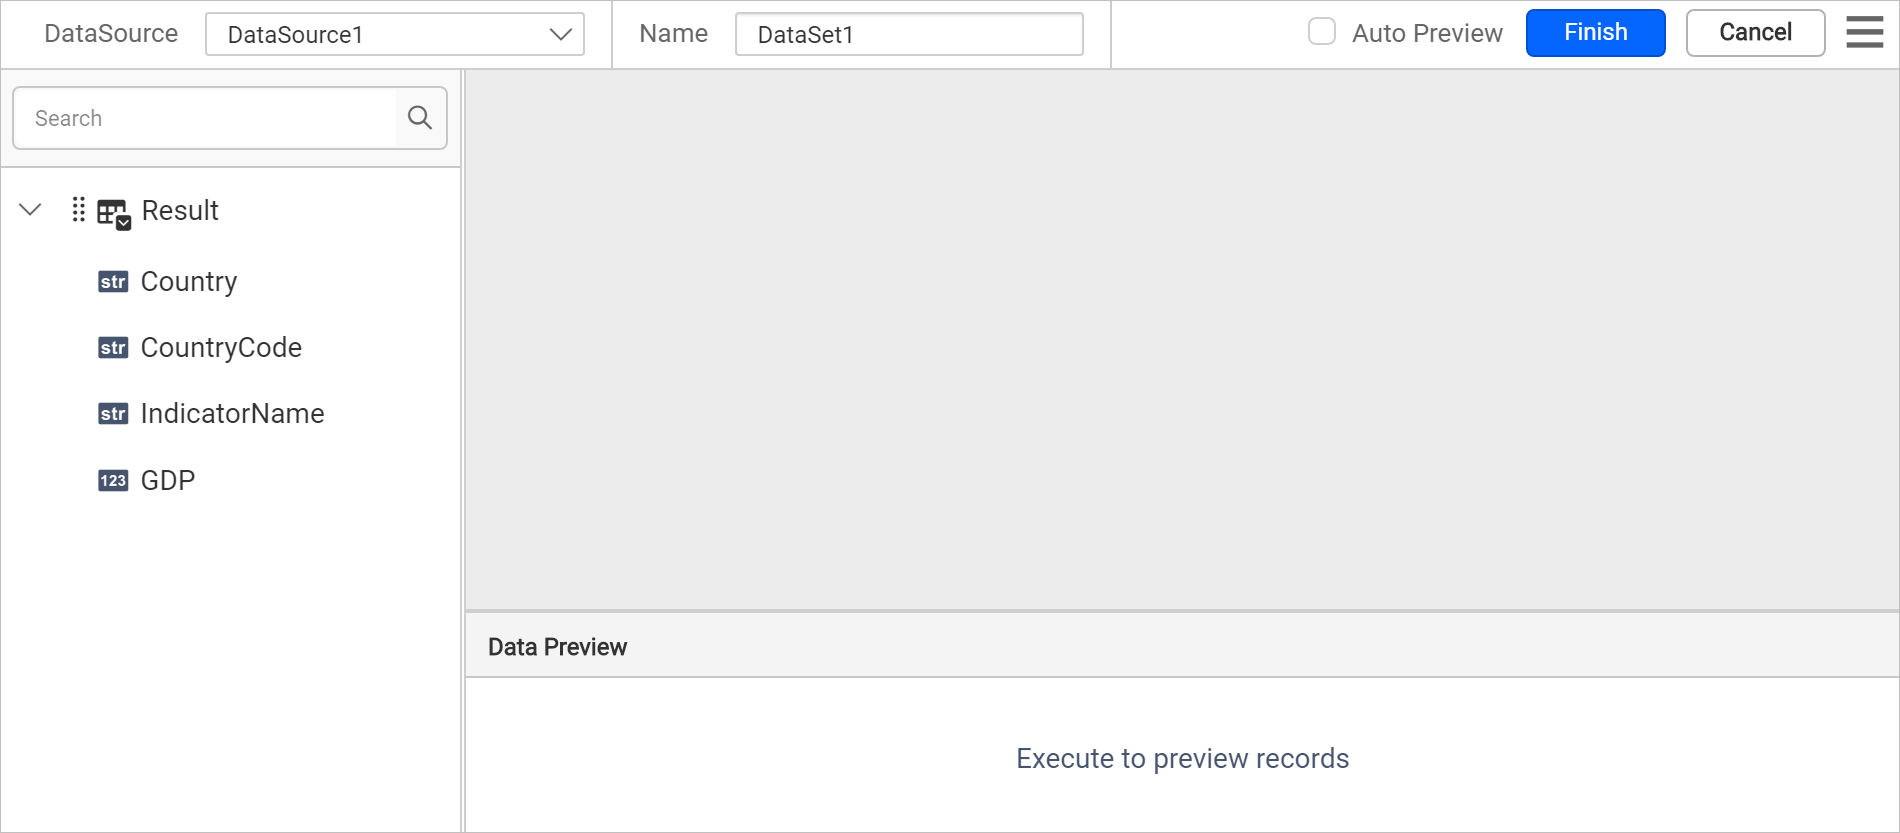 DataSource DataSource1 Name DataSet1 Auto Preview Finish Cancel
Search
Result
str Country
str CountryCode
str IndicatorName
123 GDP
Data Preview
Execute to preview records